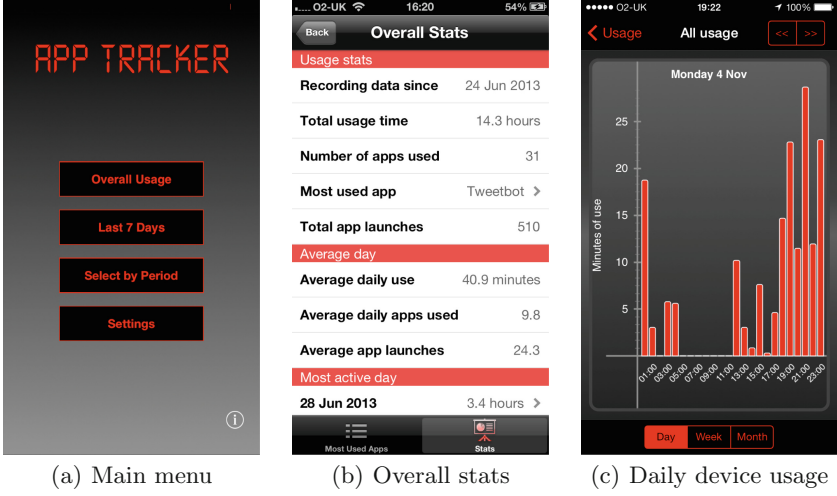 APP TRACKER
Overall Usage
Last 7 Days
Select by Period
Settings
i
(a) Main menu
O2-UK 16:20 54%
Back Overall Stats
Usage stats
Recording data since 24 Jun 2013
Total usage time 14.3 hours
Number of apps used 31
Most used app Tweetbot >
Total app launches 510
Average day
Average daily use 40.9 minutes
Average daily apps used 9.8
Average app launches 24.3
Most active day
28 Jun 2013 3.4 hours >
Most Used Apps Stats
(b) Overall stats
O2-UK 19:22 100%
< Usage All usage << >>
Monday 4 Nov
Minutes of use
25
20
15
10
5
01:00 03:00 05:00 07:00 09:00 11:00 13:00 15:00 17:00 19:00 21:00 23:00
Day Week Month
(c) Daily device usage